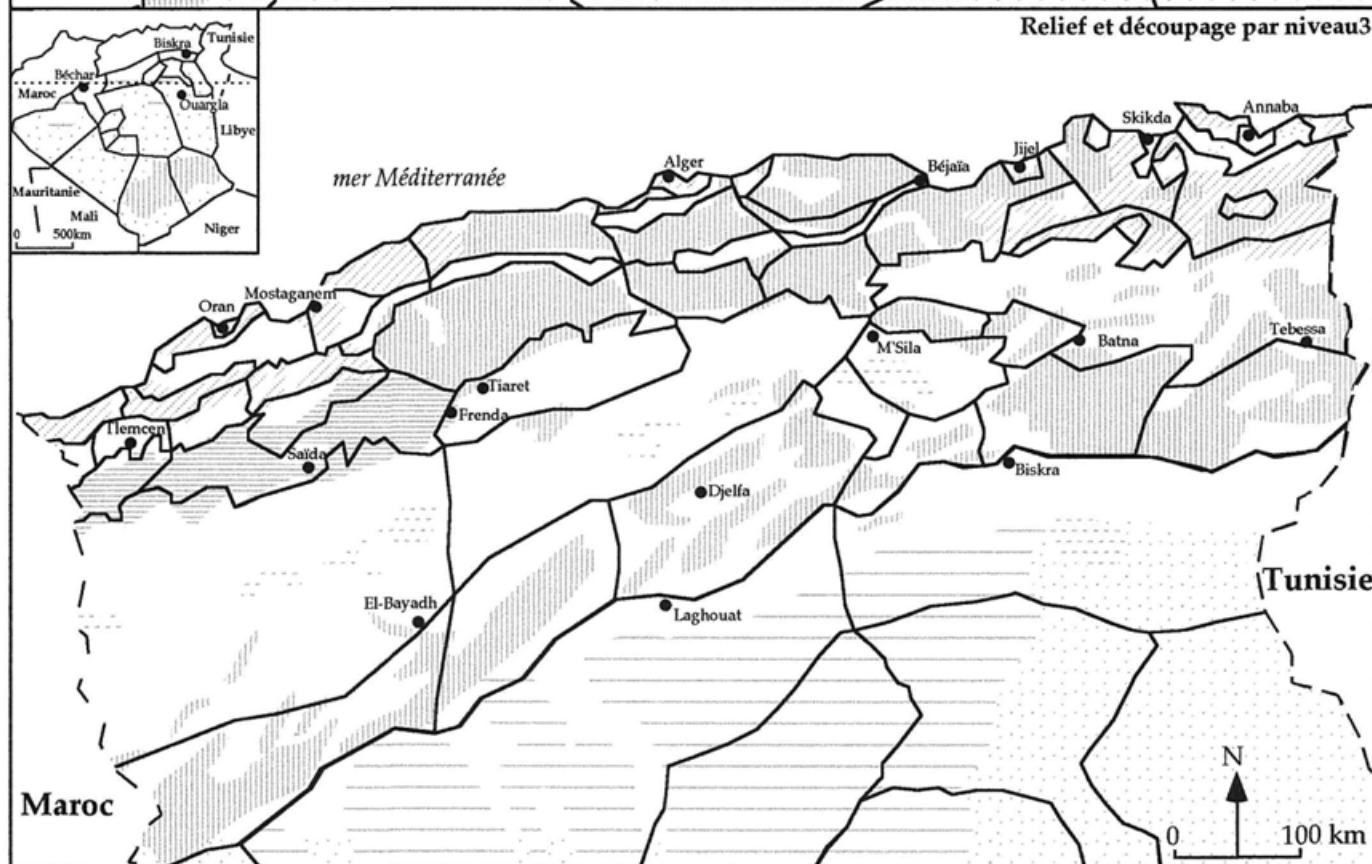 Relief et découpage par niveau3
Tunisie
Biskra
Béchar
Maroc
Ouargla
Libye
Mauritanie
Mali
Niger
0 500km
mer Méditerranée
Alger
Béjaïa
Jijel
Skikda
Annaba
Oran
Mostaganem
M'Sila
Batna
Tebessa
Tiaret
Frenda
Tlemcen
Saïda
Djelfa
Biskra
El-Bayadh
Laghouat
Tunisie
Maroc
N
0 100 km